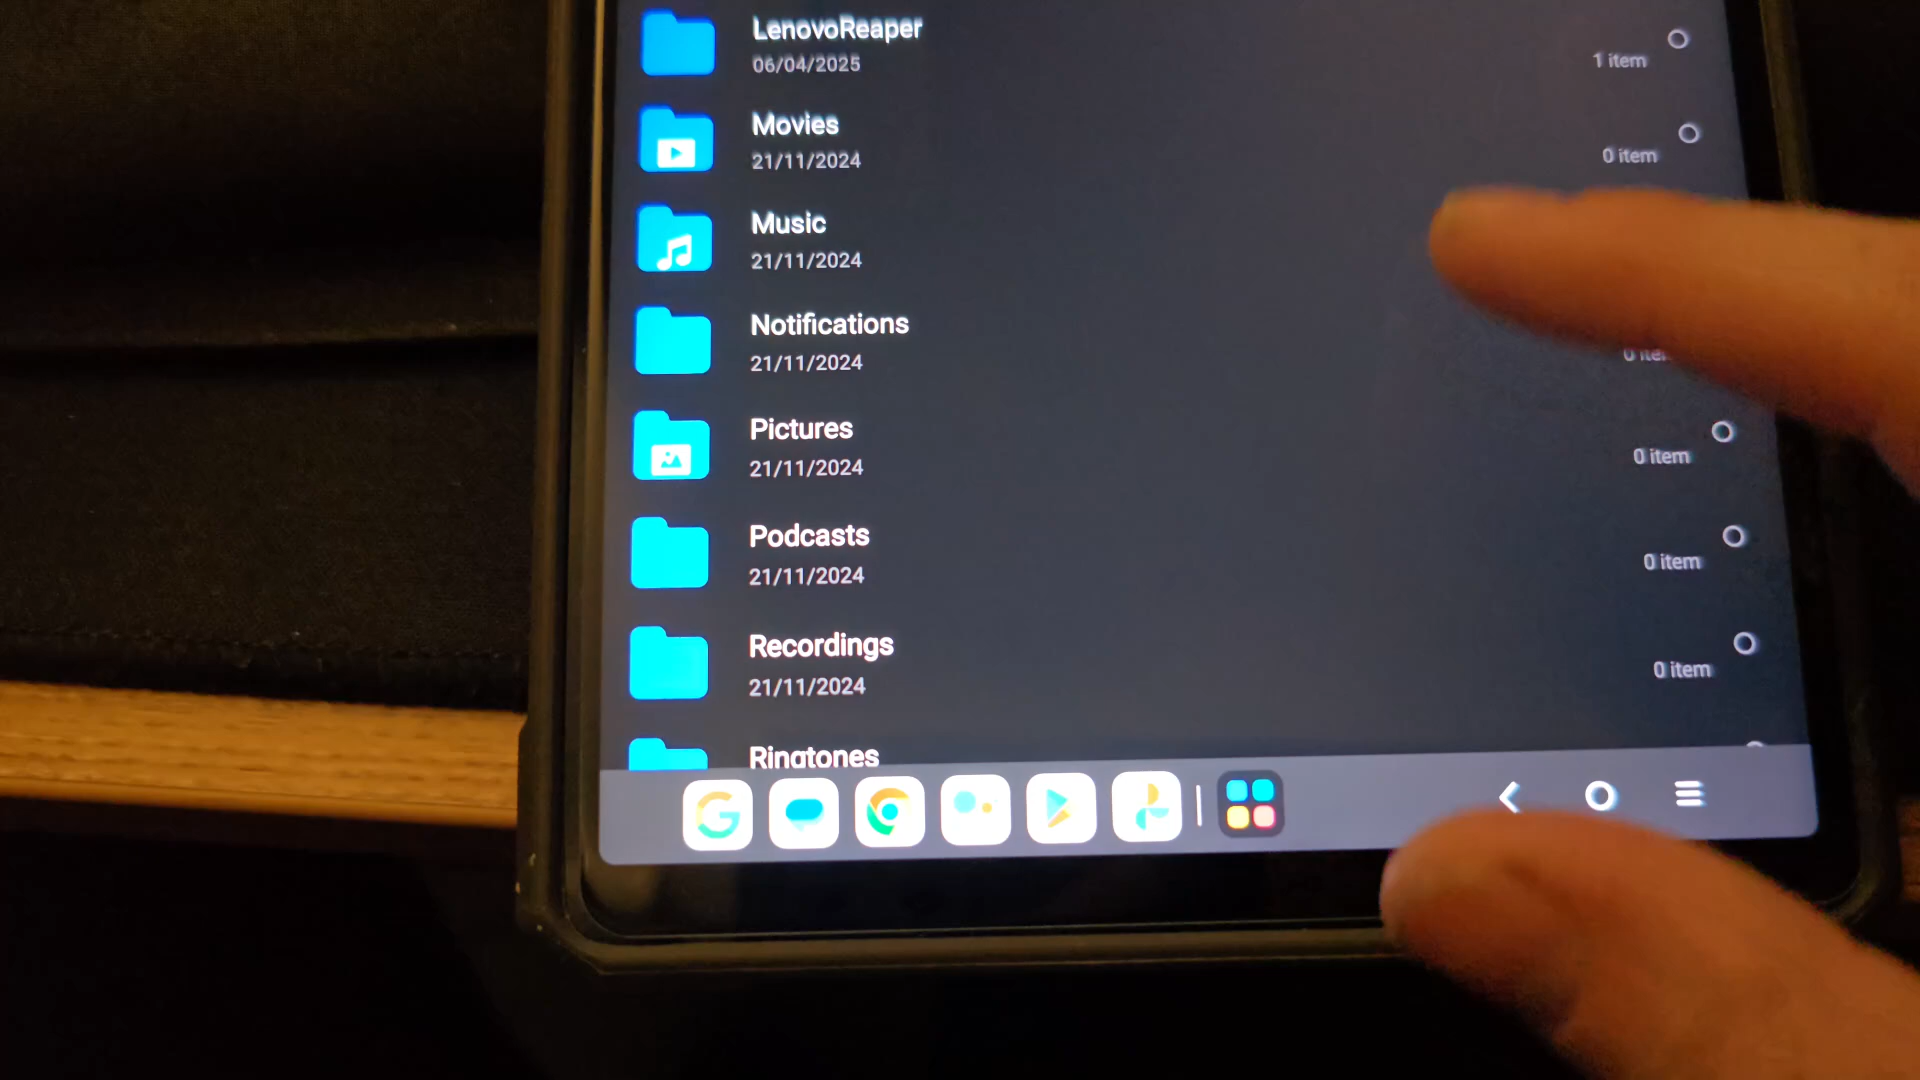 LenovoReaper
06/04/2025
1 item
Movies
21/11/2024
0 item
Music
21/11/2024
Notifications
21/11/2024
Pictures
21/11/2024
0 item
Podcasts
21/11/2024
0 item
Recordings
21/11/2024
0 item
Ringtones